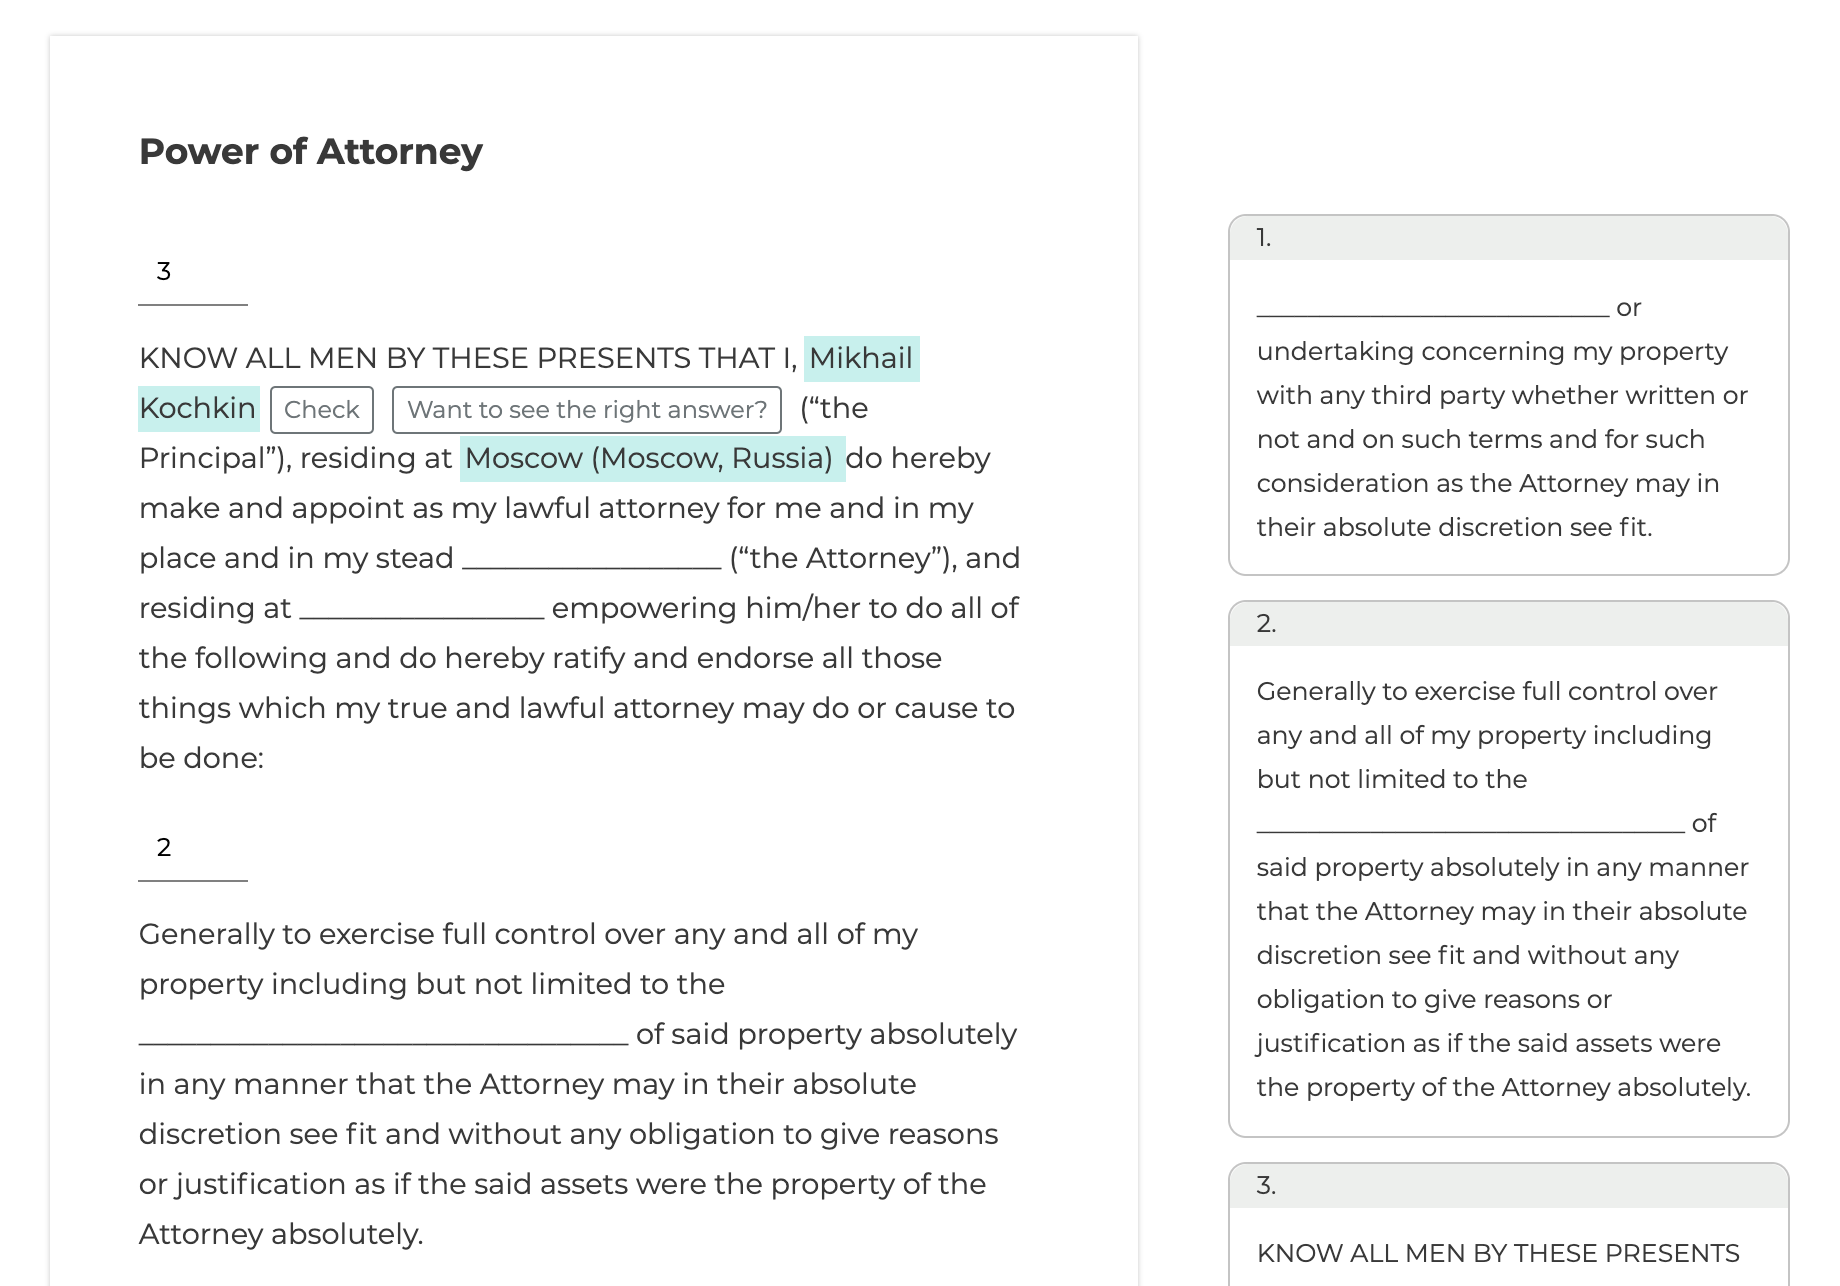 Power of Attorney
3
KNOW ALL MEN BY THESE PRESENTS THAT I, Mikhail
Kochkin Check Want to see the right answer? (“the
Principal”), residing at Moscow (Moscow, Russia) do hereby
make and appoint as my lawful attorney for me and in my
place and in my stead __________________ (“the Attorney”), and
residing at _________________ empowering him/her to do all of
the following and do hereby ratify and endorse all those
things which my true and lawful attorney may do or cause to
be done:
2
Generally to exercise full control over any and all of my
property including but not limited to the
__________________________________ of said property absolutely
in any manner that the Attorney may in their absolute
discretion see fit and without any obligation to give reasons
or justification as if the said assets were the property of the
Attorney absolutely.
1.
____________________________ or
undertaking concerning my property
with any third party whether written or
not and on such terms and for such
consideration as the Attorney may in
their absolute discretion see fit.
2.
Generally to exercise full control over
any and all of my property including
but not limited to the
__________________________________ of
said property absolutely in any manner
that the Attorney may in their absolute
discretion see fit and without any
obligation to give reasons or
justification as if the said assets were
the property of the Attorney absolutely.
3.
KNOW ALL MEN BY THESE PRESENTS